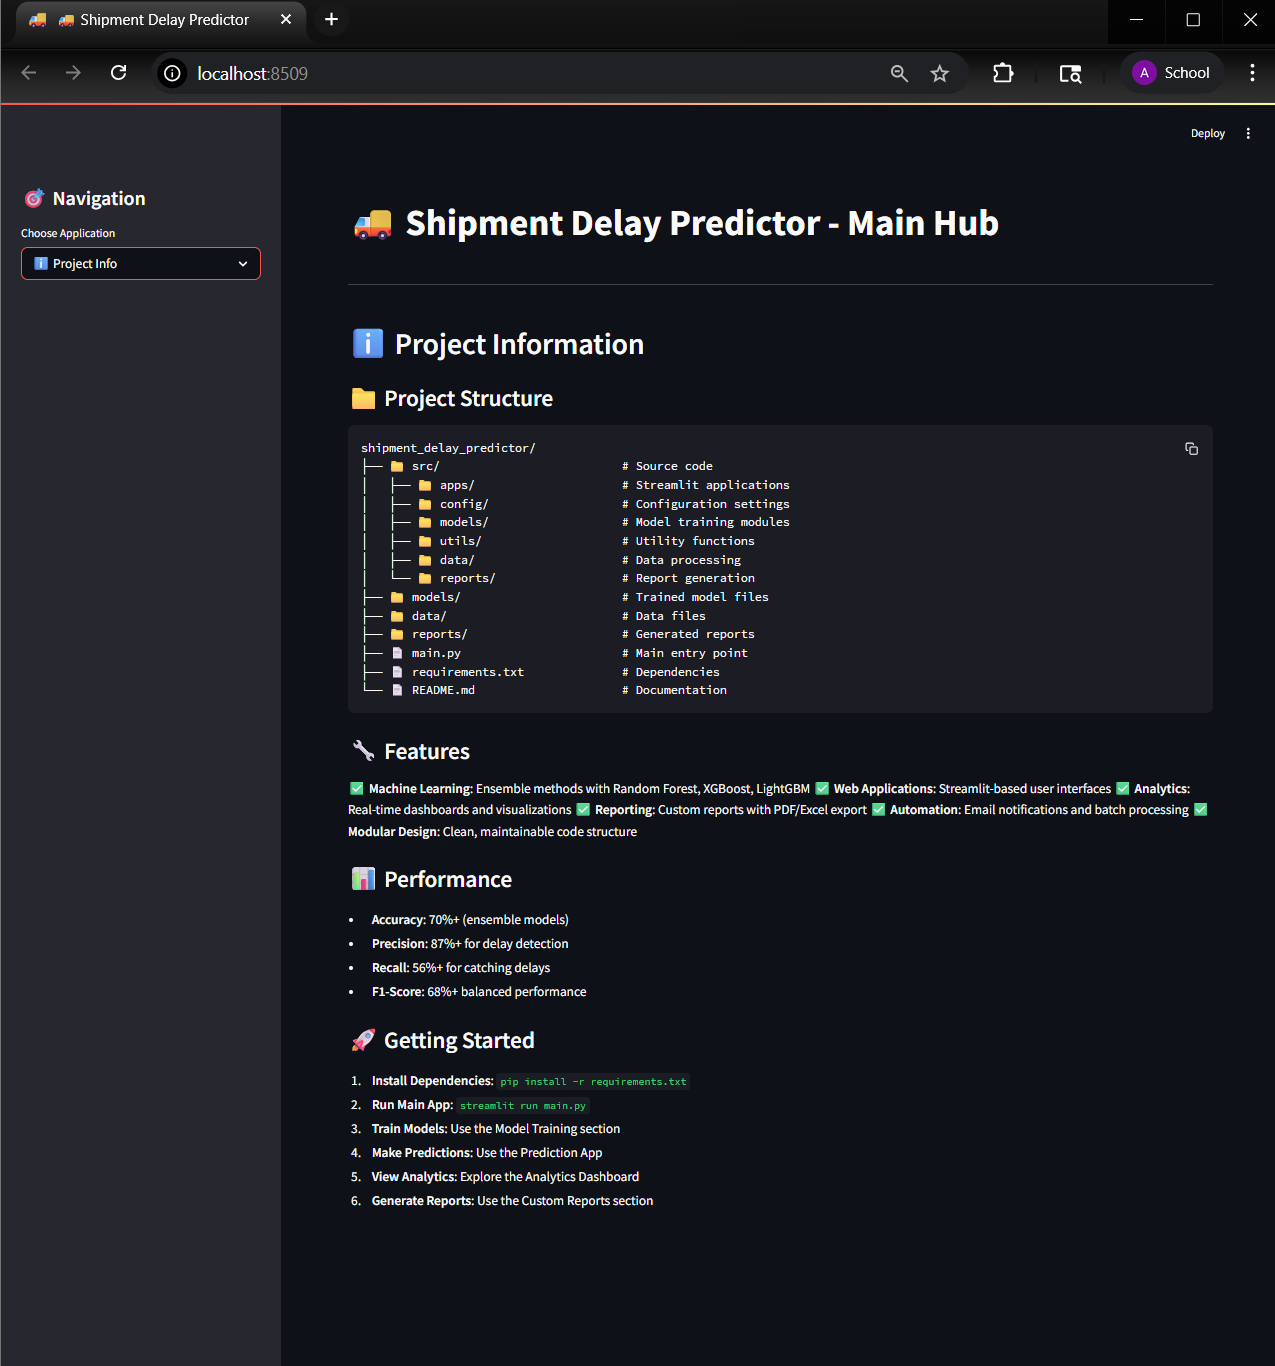 Shipment Delay Predictor
localhost:8509
A School
Deploy
Navigation
Choose Application
Project Info
Shipment Delay Predictor - Main Hub
Project Information
Project Structure
shipment_delay_predictor/
├── 📁 src/ # Source code
│   ├── 📁 apps/ # Streamlit applications
│   ├── 📁 config/ # Configuration settings
│   ├── 📁 models/ # Model training modules
│   ├── 📁 utils/ # Utility functions
│   ├── 📁 data/ # Data processing
│   └── 📁 reports/ # Report generation
├── 📁 models/ # Trained model files
├── 📁 data/ # Data files
├── 📁 reports/ # Generated reports
├── 📄 main.py # Main entry point
├── 📄 requirements.txt # Dependencies
└── 📄 README.md # Documentation
Features
✅ Machine Learning: Ensemble methods with Random Forest, XGBoost, LightGBM ✅ Web Applications: Streamlit-based user interfaces ✅ Analytics:
Real-time dashboards and visualizations ✅ Reporting: Custom reports with PDF/Excel export ✅ Automation: Email notifications and batch processing ✅
Modular Design: Clean, maintainable code structure
Performance
• Accuracy: 70%+ (ensemble models)
• Precision: 87%+ for delay detection
• Recall: 56%+ for catching delays
• F1-Score: 68%+ balanced performance
Getting Started
1. Install Dependencies: pip install -r requirements.txt
2. Run Main App: streamlit run main.py
3. Train Models: Use the Model Training section
4. Make Predictions: Use the Prediction App
5. View Analytics: Explore the Analytics Dashboard
6. Generate Reports: Use the Custom Reports section